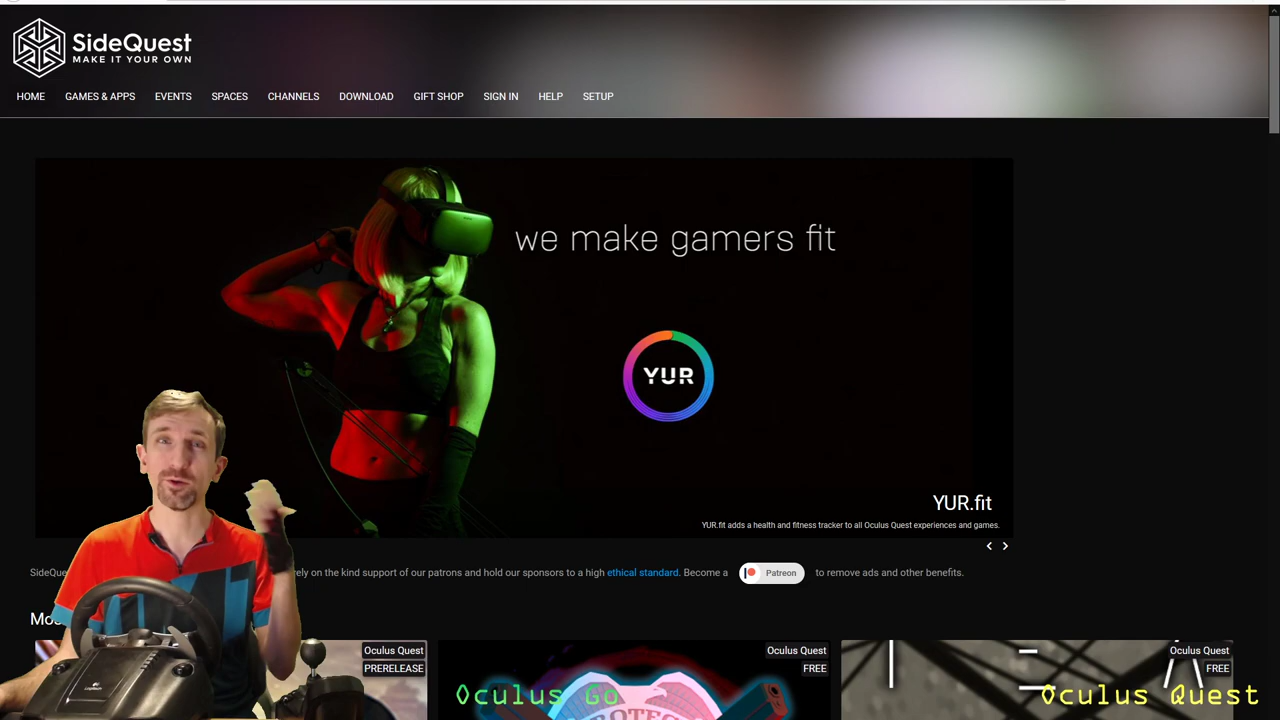 SideQuest
MAKE IT YOUR OWN
HOME GAMES & APPS EVENTS SPACES CHANNELS DOWNLOAD GIFT SHOP SIGN IN HELP SETUP
we make gamers fit
YUR
YUR.fit
YUR.fit adds a health and fitness tracker to all Oculus Quest experiences and games.
rely on the kind support of our patrons and hold our sponsors to a high ethical standard. Become a Patreon to remove ads and other benefits.
Oculus Quest
PRERELEASE
Oculus Quest
FREE
Oculus Quest
FREE
Oculus Go
Oculus Quest
Logitech